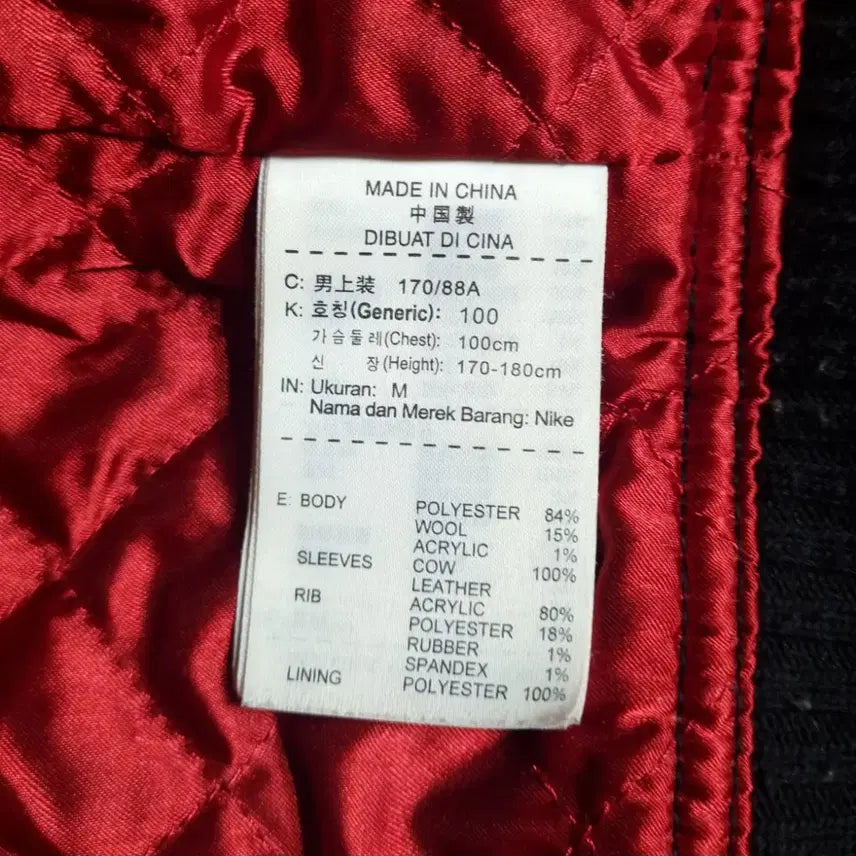 MADE IN CHINA
中国製
DIBUAT DI CINA
C: 男上装 170/88A
K: 호칭(Generic): 100
가슴둘레(Chest): 100cm
신 장(Height): 170-180cm
IN: Ukuran: M
Nama dan Merek Barang: Nike
E: BODY POLYESTER 84%
WOOL 15%
ACRYLIC 1%
SLEEVES COW 100%
LEATHER
RIB ACRYLIC 80%
POLYESTER 18%
RUBBER 1%
SPANDEX 1%
LINING POLYESTER 100%